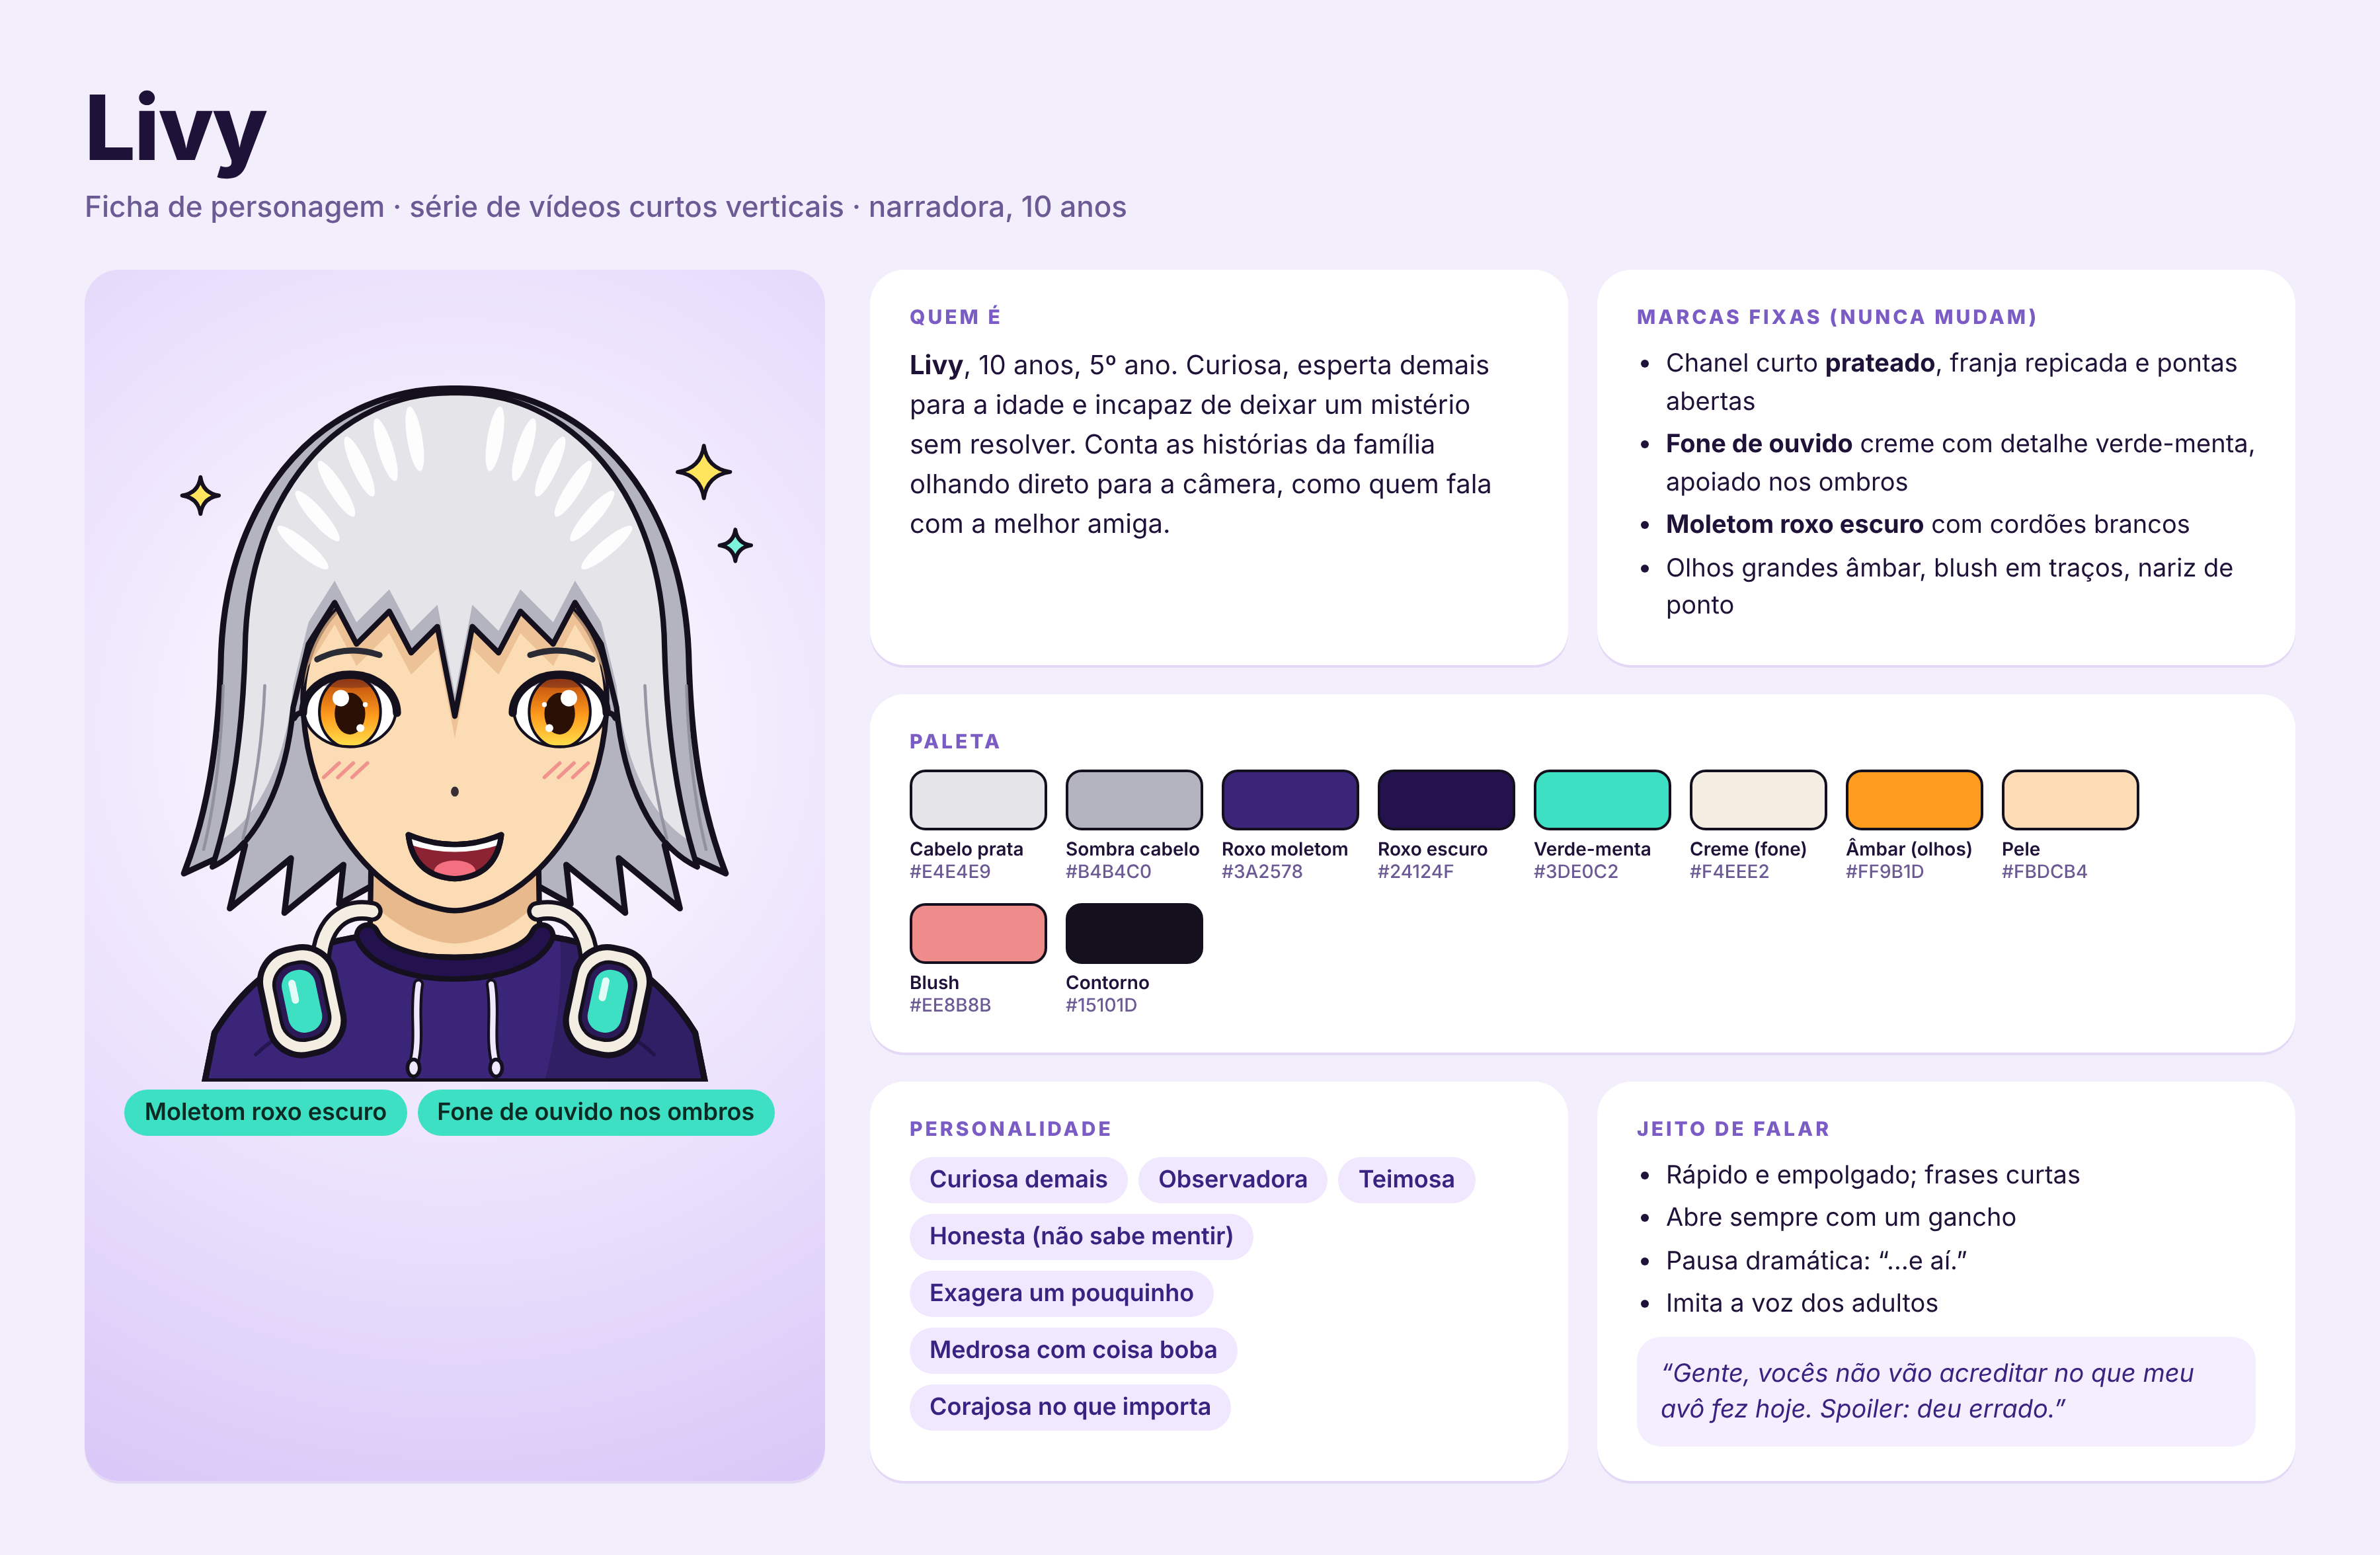 Livy
Ficha de personagem · série de vídeos curtos verticais · narradora, 10 anos
Moletom roxo escuro
Fone de ouvido nos ombros
QUEM É
Livy, 10 anos, 5º ano. Curiosa, esperta demais
para a idade e incapaz de deixar um mistério
sem resolver. Conta as histórias da família
olhando direto para a câmera, como quem fala
com a melhor amiga.
MARCAS FIXAS (NUNCA MUDAM)
• Chanel curto prateado, franja repicada e pontas
abertas
• Fone de ouvido creme com detalhe verde-menta,
apoiado nos ombros
• Moletom roxo escuro com cordões brancos
• Olhos grandes âmbar, blush em traços, nariz de
ponto
PALETA
Cabelo prata
#E4E4E9
Sombra cabelo
#B4B4C0
Roxo moletom
#3A2578
Roxo escuro
#24124F
Verde-menta
#3DE0C2
Creme (fone)
#F4EEE2
Âmbar (olhos)
#FF9B1D
Pele
#FBDCB4
Blush
#EE8B8B
Contorno
#15101D
PERSONALIDADE
Curiosa demais
Observadora
Teimosa
Honesta (não sabe mentir)
Exagera um pouquinho
Medrosa com coisa boba
Corajosa no que importa
JEITO DE FALAR
• Rápido e empolgado; frases curtas
• Abre sempre com um gancho
• Pausa dramática: “…e aí.”
• Imita a voz dos adultos
“Gente, vocês não vão acreditar no que meu
avô fez hoje. Spoiler: deu errado.”